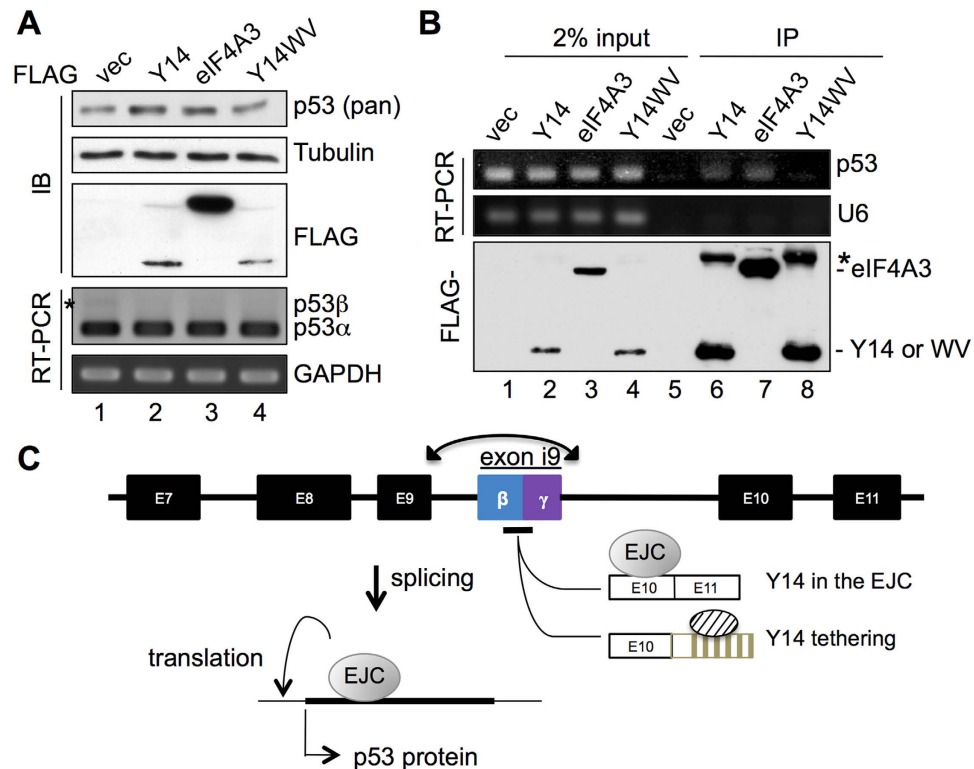 A
FLAG vec Y14 eIF4A3 Y14WV
IB
p53 (pan)
Tubulin
FLAG
RT-PCR
* p53β
p53α
GAPDH
1 2 3 4
B
2% input IP
vec Y14 eIF4A3 Y14WV vec Y14 eIF4A3 Y14WV
RT-PCR
p53
U6
FLAG-
*
- eIF4A3
- Y14 or WV
1 2 3 4 5 6 7 8
C
exon i9
E7 E8 E9 β γ E10 E11
EJC
E10 E11 Y14 in the EJC
E10 Y14 tethering
splicing
translation
EJC
p53 protein